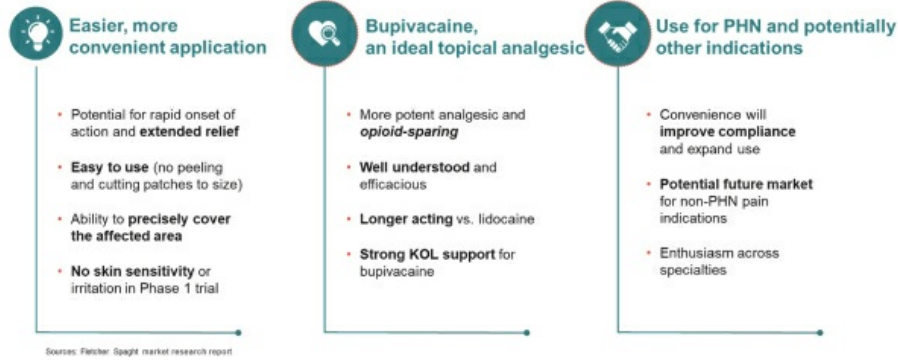 Easier, more
convenient application
• Potential for rapid onset of
action and extended relief
• Easy to use (no peeling
and cutting patches to size)
• Ability to precisely cover
the affected area
• No skin sensitivity or
irritation in Phase 1 trial
Bupivacaine,
an ideal topical analgesic
• More potent analgesic and
opioid-sparing
• Well understood and
efficacious
• Longer acting vs. lidocaine
• Strong KOL support for
bupivacaine
Use for PHN and potentially
other indications
• Convenience will
improve compliance
and expand use
• Potential future market
for non-PHN pain
indications
• Enthusiasm across
specialties
Sources: Fletcher Spaght market research report